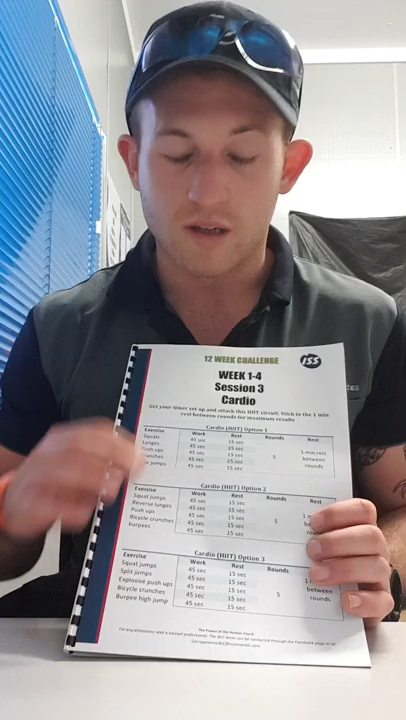 12 WEEK CHALLENGE
ISS
WEEK 1-4
Session 3
Cardio
Get your timer set up and attack this HIIT circuit. Stick to the 1 min
rest between rounds for maximum results
Cardio (HIIT) Option 1
Exercise Work Rest Rounds Rest
Squats 45 sec 15 sec
Lunges 45 sec 15 sec 1 min rest
ush ups 45 sec 15 sec 5 between
runches 45 sec 15 sec rounds
ar jumps 45 sec 15 sec
Cardio (HIIT) Option 2
Exercise Work Rest Rounds Rest
Squat Jumps 45 sec 15 sec
Reverse lunges 45 sec 15 sec 1
Push ups 45 sec 15 sec 5
Bicycle crunches 45 sec 15 sec rounds
burpees 45 sec 15 sec
Cardio (HIIT) Option 3
Exercise Work Rest Rounds
Squat Jumps 45 sec 15 sec
Split Jumps 45 sec 15 sec 1
Explosive push ups 45 sec 15 sec 5 between
Bicycle crunches 45 sec 15 sec rounds
Burpee high jump 45 sec 15 sec
The Power of the Human Touch